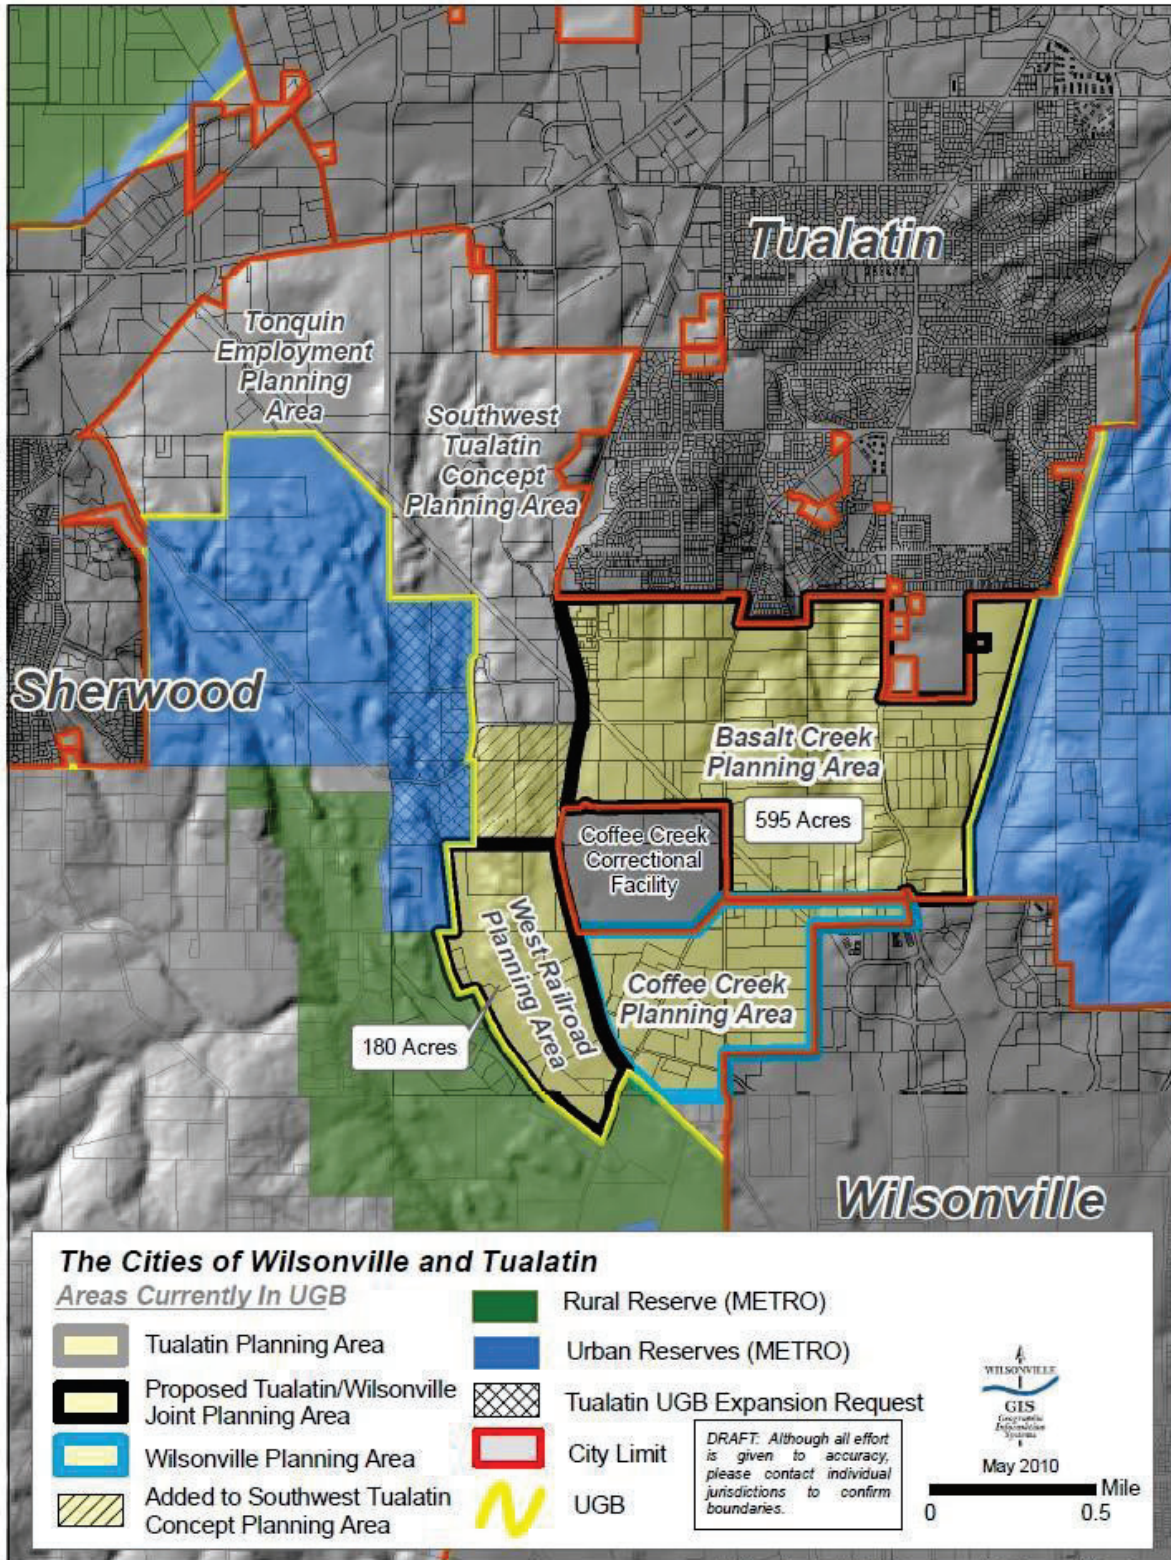 Tualatin
Tonquin
Employment
Planning
Area
Southwest
Tualatin
Concept
Planning Area
Sherwood
Basalt Creek
Planning Area
595 Acres
Coffee Creek
Correctional
Facility
West Railroad
Planning Area
Coffee Creek
Planning Area
180 Acres
Wilsonville
The Cities of Wilsonville and Tualatin
Areas Currently In UGB
Tualatin Planning Area
Proposed Tualatin/Wilsonville
Joint Planning Area
Wilsonville Planning Area
Added to Southwest Tualatin
Concept Planning Area
Rural Reserve (METRO)
Urban Reserves (METRO)
Tualatin UGB Expansion Request
City Limit
UGB
DRAFT: Although all effort
is given to accuracy,
please contact individual
jurisdictions to confirm
boundaries.
WILSONVILLE
GIS
Geographic
Information
Systems
May 2010
Mile
0
0.5